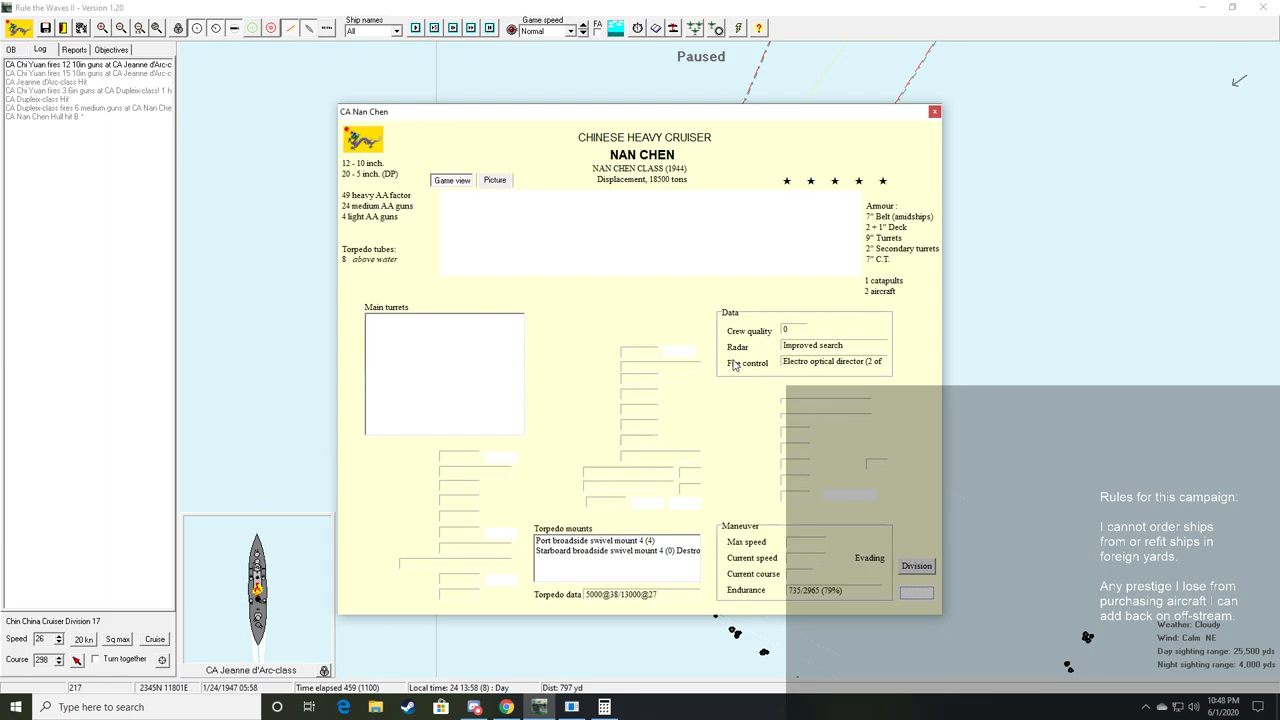 Rule the Waves II - Version 1.20
Ship names
All
Game speed
Normal
FA
OB
Log
Reports
Objectives
CA Chi Yuan fires 12 10in guns at CA Jeanne d'Arc-c
CA Chi Yuan fires 15 10in guns at CA Jeanne d'Arc-c
CA Jeanne d'Arc-class Hit
CA Chi Yuan fires 3 6in guns at CA Dupleix-class! 1 h
CA Dupleix-class Hit
CA Dupleix-class fires 6 medium guns at CA Nan Che
CA Nan Chen Hull hit B *
Paused
CA Nan Chen
CHINESE HEAVY CRUISER
NAN CHEN
NAN CHEN CLASS (1944)
Displacement, 18500 tons
12 - 10 inch.
20 - 5 inch. (DP)
49 heavy AA factor
24 medium AA guns
4 light AA guns
Torpedo tubes:
8 above water
Game view
Picture
★ ★ ★ ★ ★
Armour :
7" Belt (amidships)
2 + 1" Deck
9" Turrets
2" Secondary turrets
7" C.T.
1 catapults
2 aircraft
Main turrets
Data
Crew quality 0
Radar Improved search
control Electro optical director (2 of
Torpedo mounts
Port broadside swivel mount 4 (4)
Starboard broadside swivel mount 4 (0) Destro
Torpedo data 5000@38/13000@27
Maneuver
Max speed
Current speed
Evading
Current course
Endurance 735/2965 (79%)
Division
Rules for this campaign:
I cannot order ships
from or refit ships in
foreign yards.
Any prestige I lose from
purchasing aircraft I can
add back on off-stream.
Weather: Cloudy
Wind: Calm NE
Day sighting range: 25,500 yds
Night sighting range: 4,000 yds
Chin China Cruiser Division 17
Speed 26 20 kn Sq max Cruise
Course 298 Turn together
CA Jeanne d'Arc-class
217
2345N 11801E
1/24/1947 05:58
Time elapsed 459 (1100)
Local time: 24 13:58 (8) : Day
Dist: 797 yd
Type here to search
10:48 PM
6/1/2020